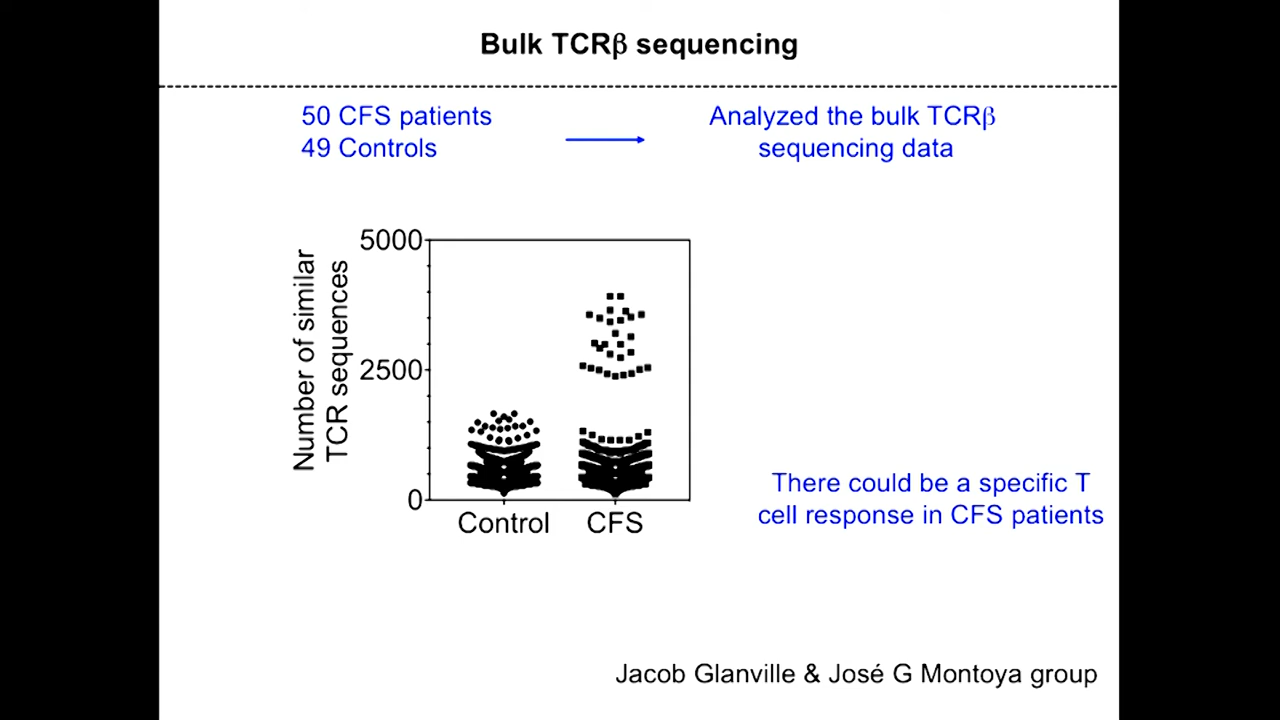 Bulk TCRβ sequencing
50 CFS patients
49 Controls
Analyzed the bulk TCRβ
sequencing data
Number of similar
TCR sequences
5000
2500
0
Control
CFS
There could be a specific T
cell response in CFS patients
Jacob Glanville & José G Montoya group